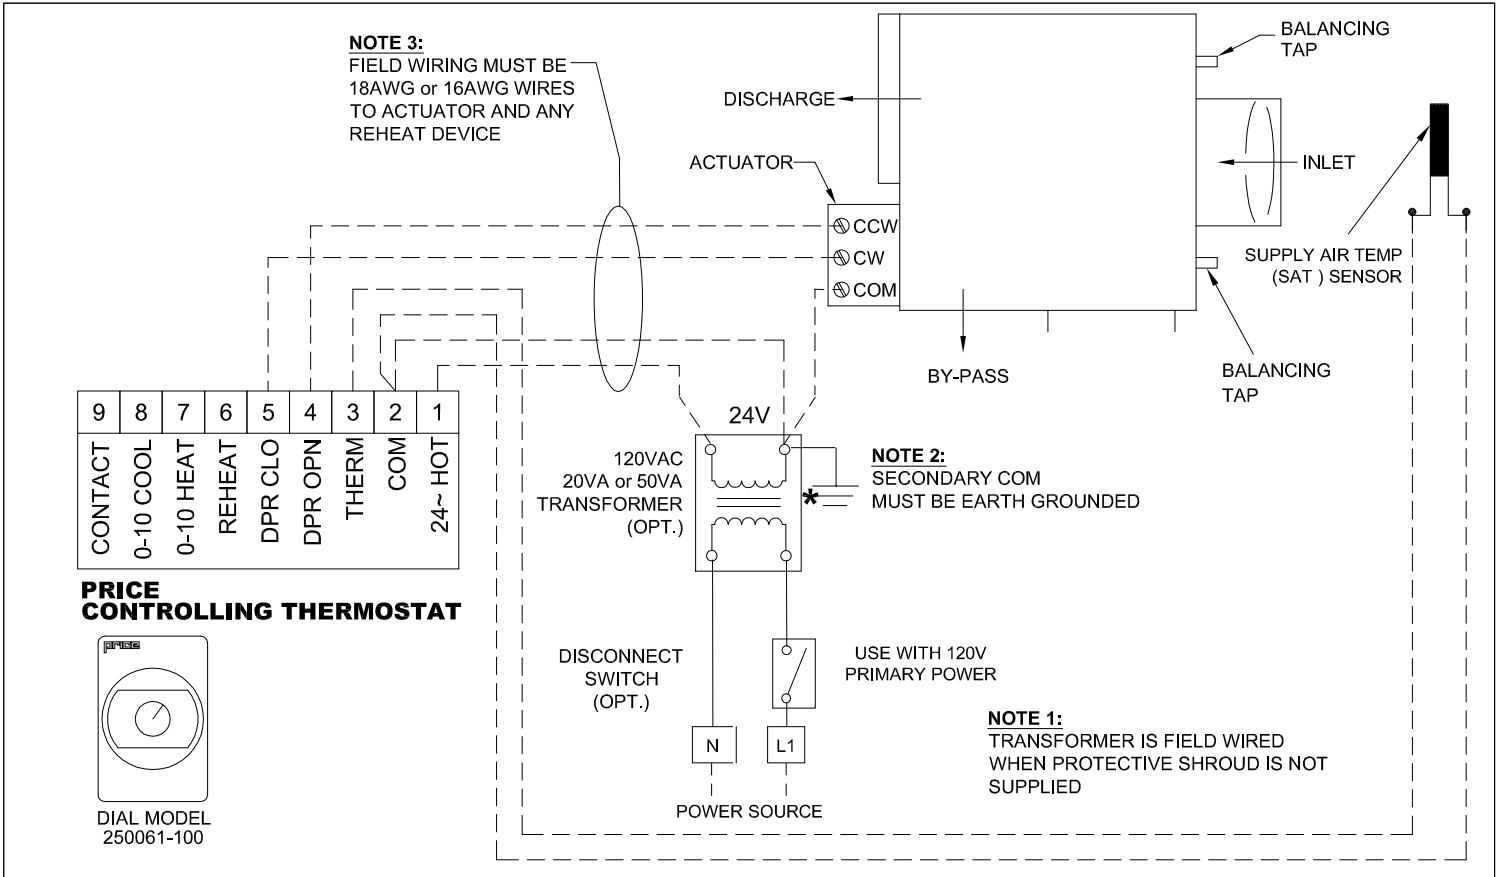 NOTE 3:
FIELD WIRING MUST BE
18AWG or 16AWG WIRES
TO ACTUATOR AND ANY
REHEAT DEVICE
DISCHARGE
BALANCING
TAP
ACTUATOR
INLET
CCW
CW
COM
SUPPLY AIR TEMP
(SAT ) SENSOR
BY-PASS
BALANCING
TAP
9 8 7 6 5 4 3 2 1
CONTACT
0-10 COOL
0-10 HEAT
REHEAT
DPR CLO
DPR OPN
THERM
COM
24~ HOT
24V
120VAC
20VA or 50VA
TRANSFORMER
(OPT.)
*
NOTE 2:
SECONDARY COM
MUST BE EARTH GROUNDED
PRICE
CONTROLLING THERMOSTAT
price
DIAL MODEL
250061-100
DISCONNECT
SWITCH
(OPT.)
USE WITH 120V
PRIMARY POWER
N
L1
POWER SOURCE
NOTE 1:
TRANSFORMER IS FIELD WIRED
WHEN PROTECTIVE SHROUD IS NOT
SUPPLIED